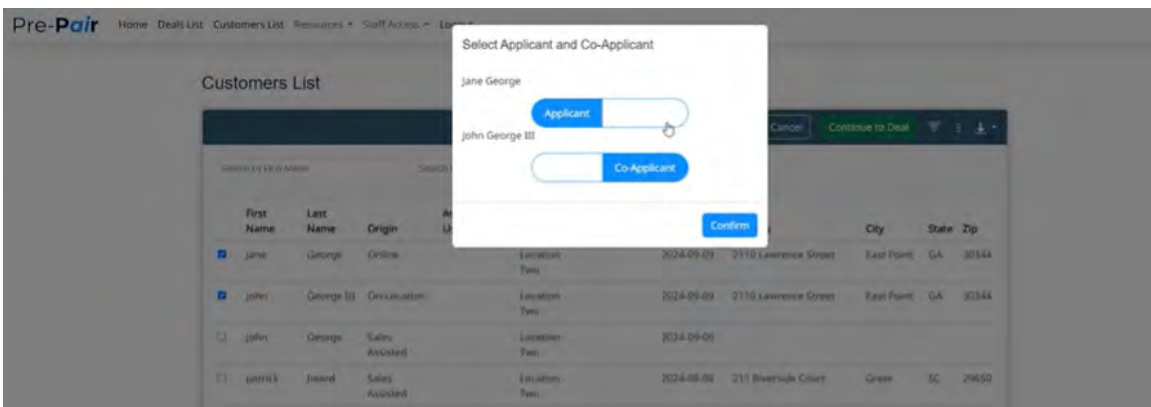 Pre-Pair Home Deals List Customers List Resources Staff Access
Select Applicant and Co-Applicant
Customers List
Jane George
Applicant
John George III
Co-Applicant
Cancel Continue to Deal
Confirm
First Name Last Name Origin City State Zip
Jane George Online Location Two 2024-09-09 2110 Lawrence Street East Point GA 30344
John George III On-Location Location Two 2024-09-09 2110 Lawrence Street East Point GA 30344
John George Sales Assisted Location Two 2024-09-09
patrick Sales Assisted Location Two 2024-08-08 211 Riverside Court Greer SC 29650